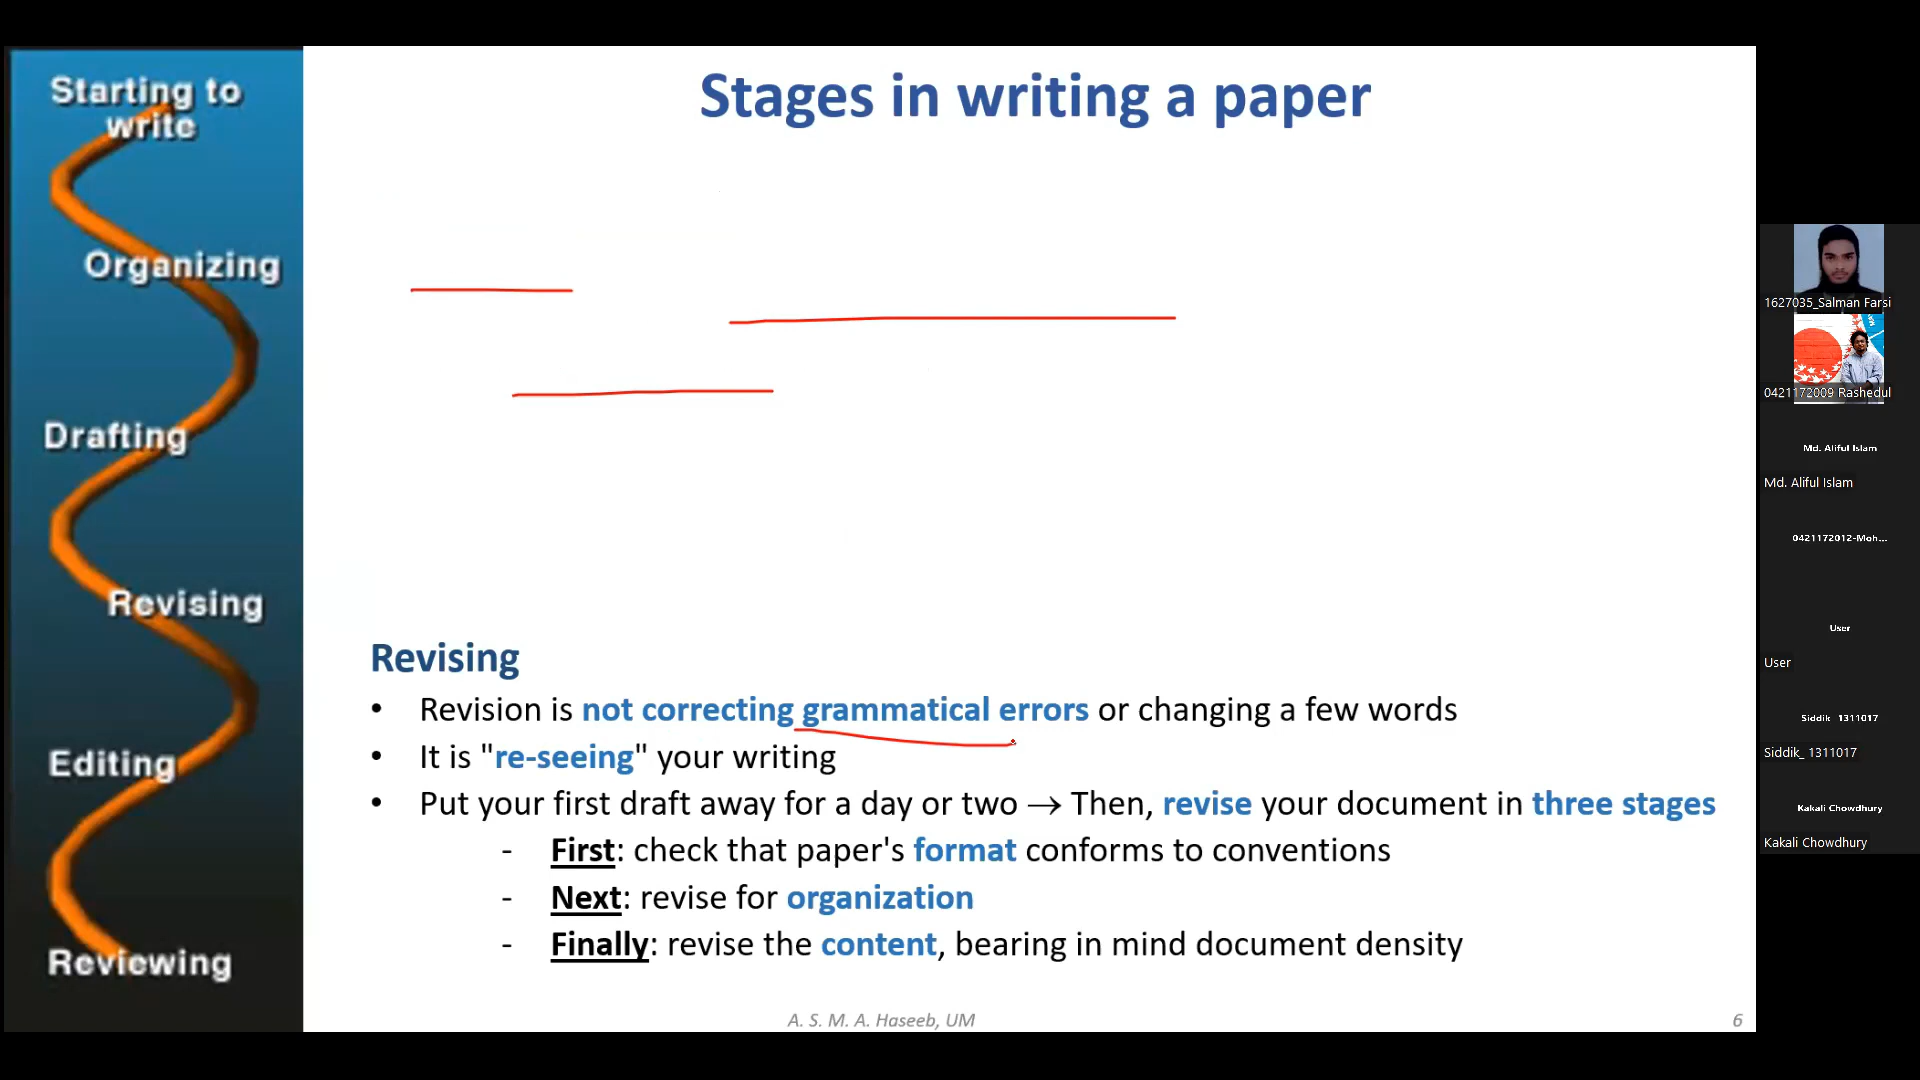 Starting to
write
Organizing
Drafting
Revising
Editing
Reviewing
Stages in writing a paper
Revising
• Revision is not correcting grammatical errors or changing a few words
• It is "re-seeing" your writing
• Put your first draft away for a day or two → Then, revise your document in three stages
- First: check that paper's format conforms to conventions
- Next: revise for organization
- Finally: revise the content, bearing in mind document density
A. S. M. A. Haseeb, UM
6
1627035_Salman Farsi
0421172009 Rashedul
Md. Aliful Islam
Md. Aliful Islam
0421172012-Moh...
User
User
Siddik_ 1311017
Siddik_ 1311017
Kakali Chowdhury
Kakali Chowdhury